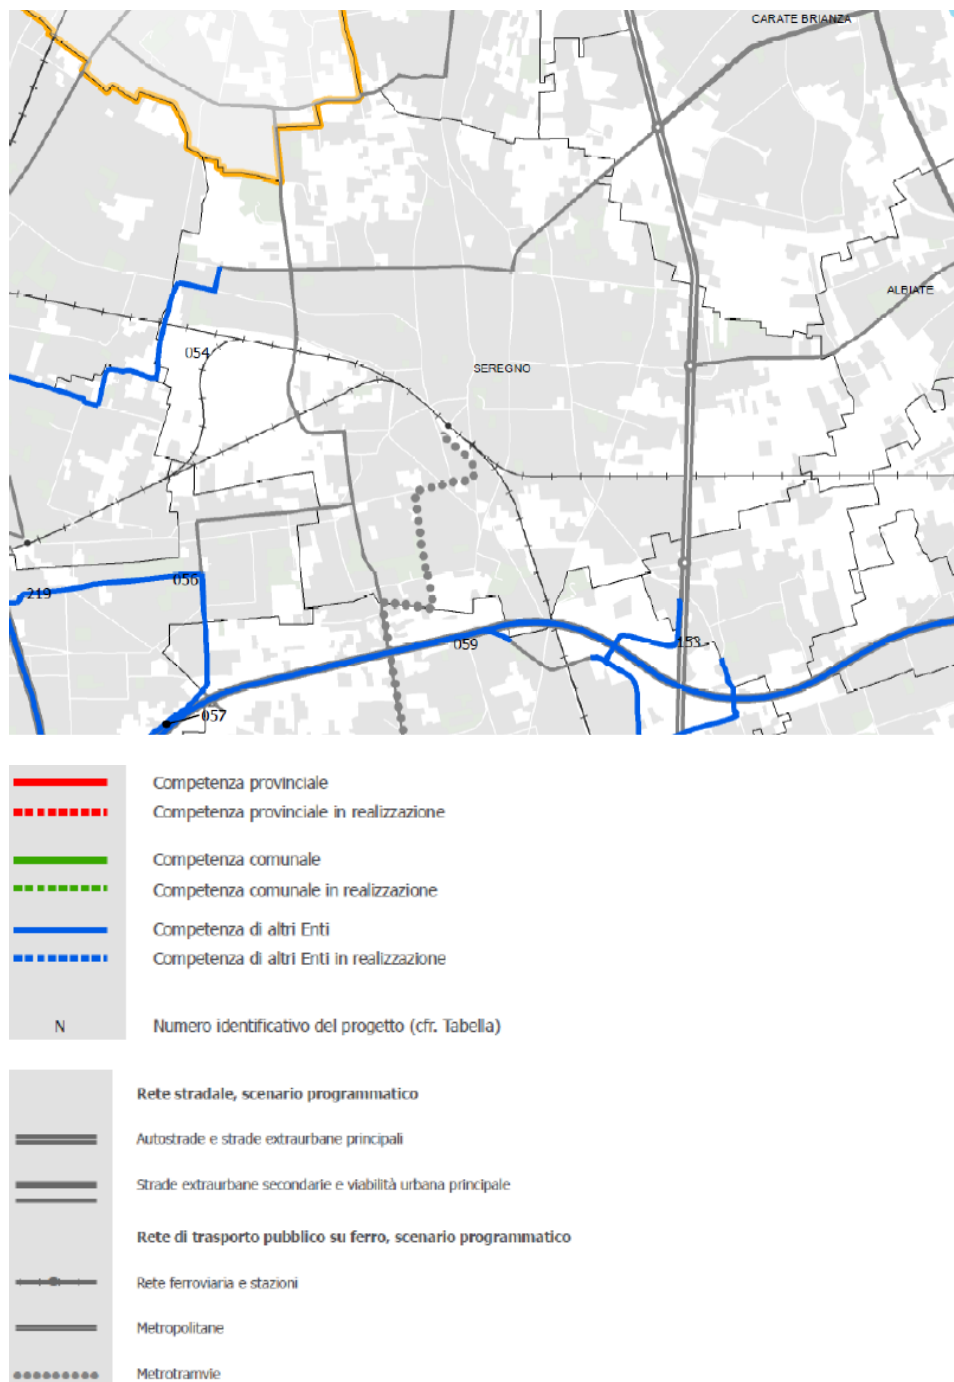 CARATE BRIANZA
ALBIATE
054
SEREGNO
056
219
059
153
057
Competenza provinciale
Competenza provinciale in realizzazione
Competenza comunale
Competenza comunale in realizzazione
Competenza di altri Enti
Competenza di altri Enti in realizzazione
N Numero identificativo del progetto (cfr. Tabella)
Rete stradale, scenario programmatico
Autostrade e strade extraurbane principali
Strade extraurbane secondarie e viabilità urbana principale
Rete di trasporto pubblico su ferro, scenario programmatico
Rete ferroviaria e stazioni
Metropolitane
Metrotramvie